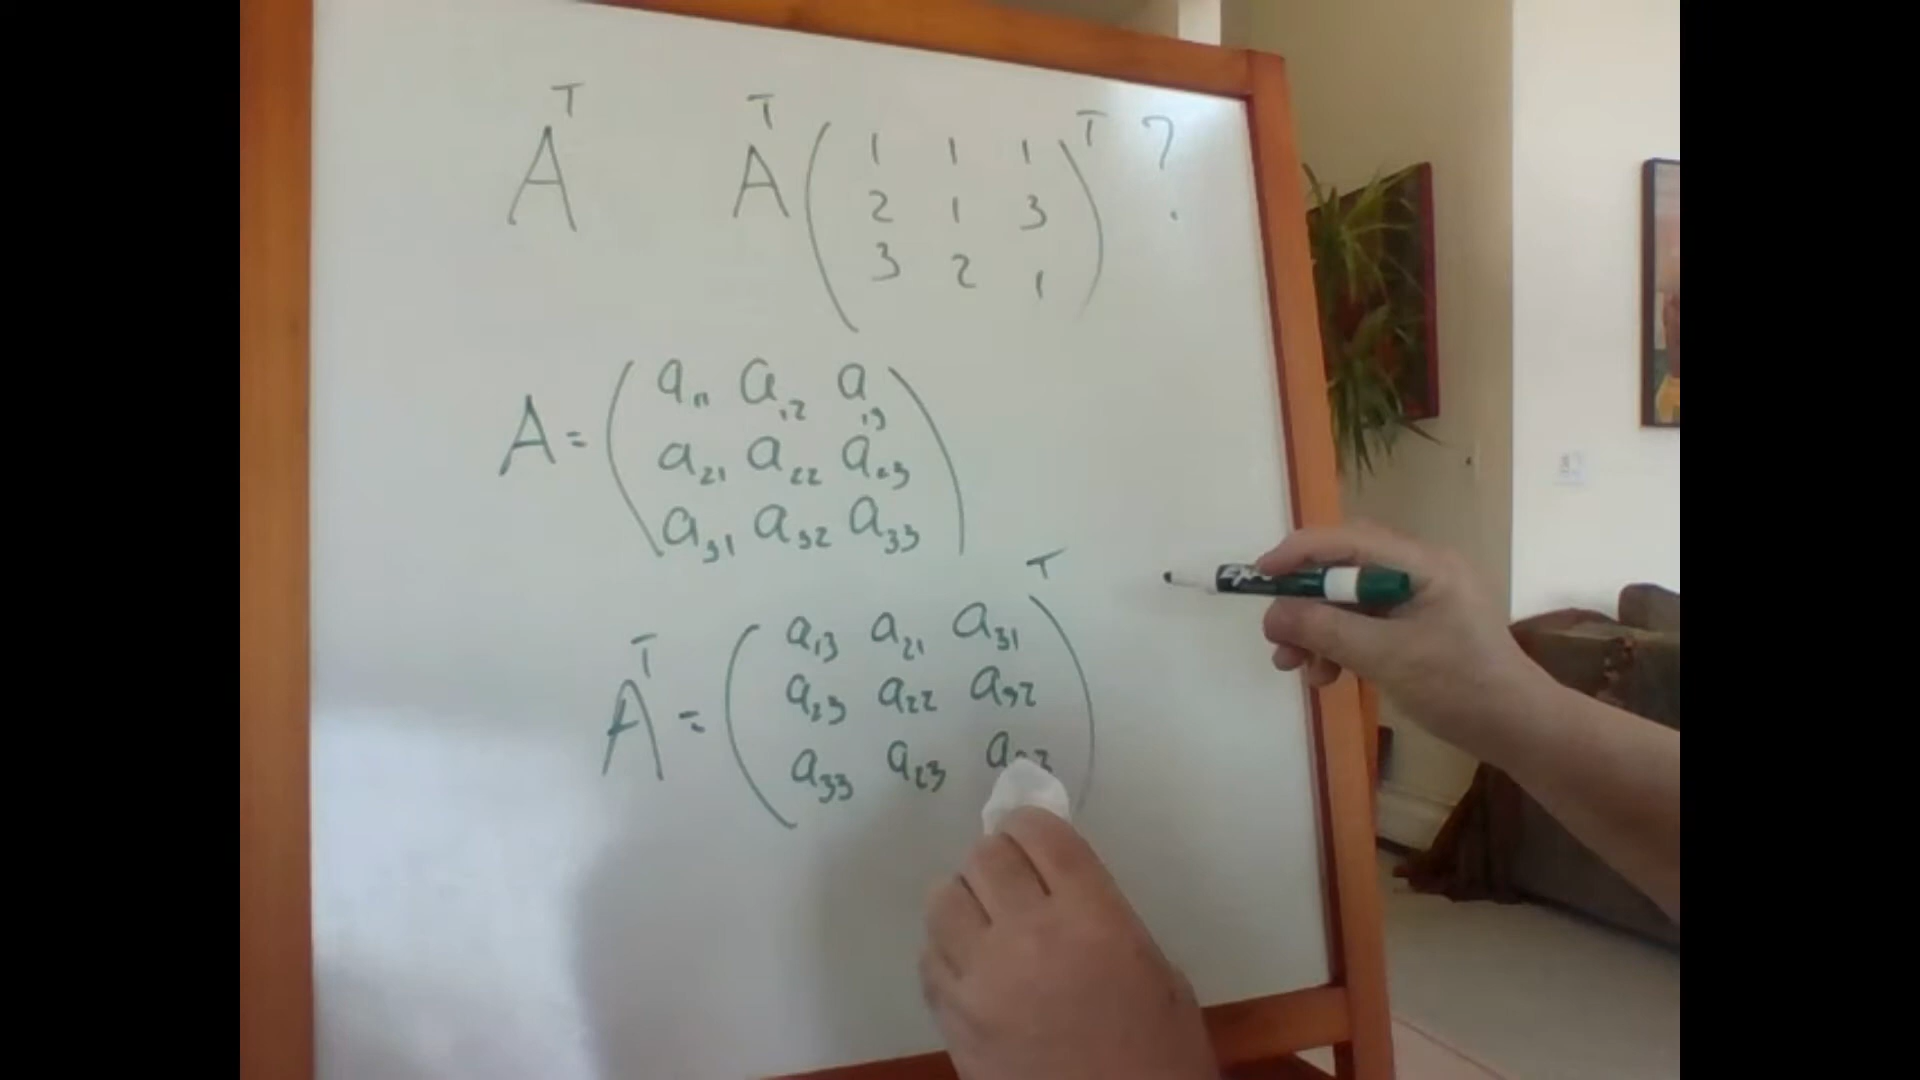 Aᵀ Aᵀ ( 1 1 1 )ᵀ ?
2 1 3
3 2 1
A = ( a₁₁ a₁₂ a₁₃
a₂₁ a₂₂ a₂₃
a₃₁ a₃₂ a₃₃ )
T
Aᵀ = ( a₁₃ a₂₁ a₃₁
a₂₃ a₂₂ a₃₂
a₃₃ a₂₃ )